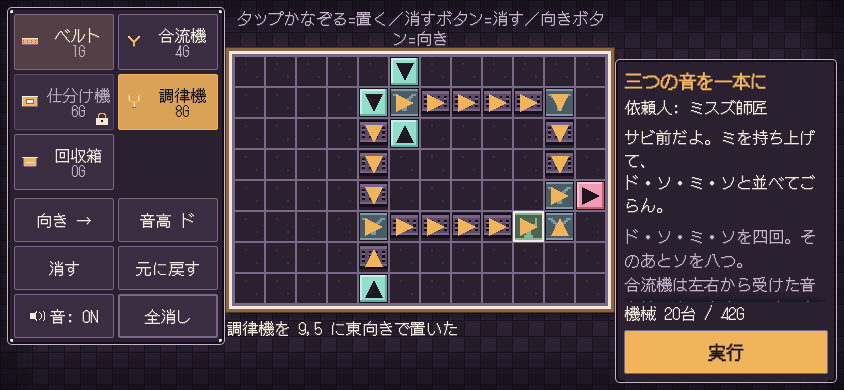 ベルト
1G
合流機
4G
仕分け機
6G
調律機
8G
回収箱
0G
向き →
音高 ド
消す
元に戻す
音: ON
全消し
タップかなぞる=置く／消すボタン=消す／向きボタ
ン=向き
調律機を 9,5 に東向きで置いた
三つの音を一本に
依頼人: ミスズ師匠
サビ前だよ。ミを持ち上げ
て、
ド・ソ・ミ・ソと並べてご
らん。
ド・ソ・ミ・ソを四回。そ
のあとソを八つ。
合流機は左右から受けた音
機械 20台 / 42G
実行